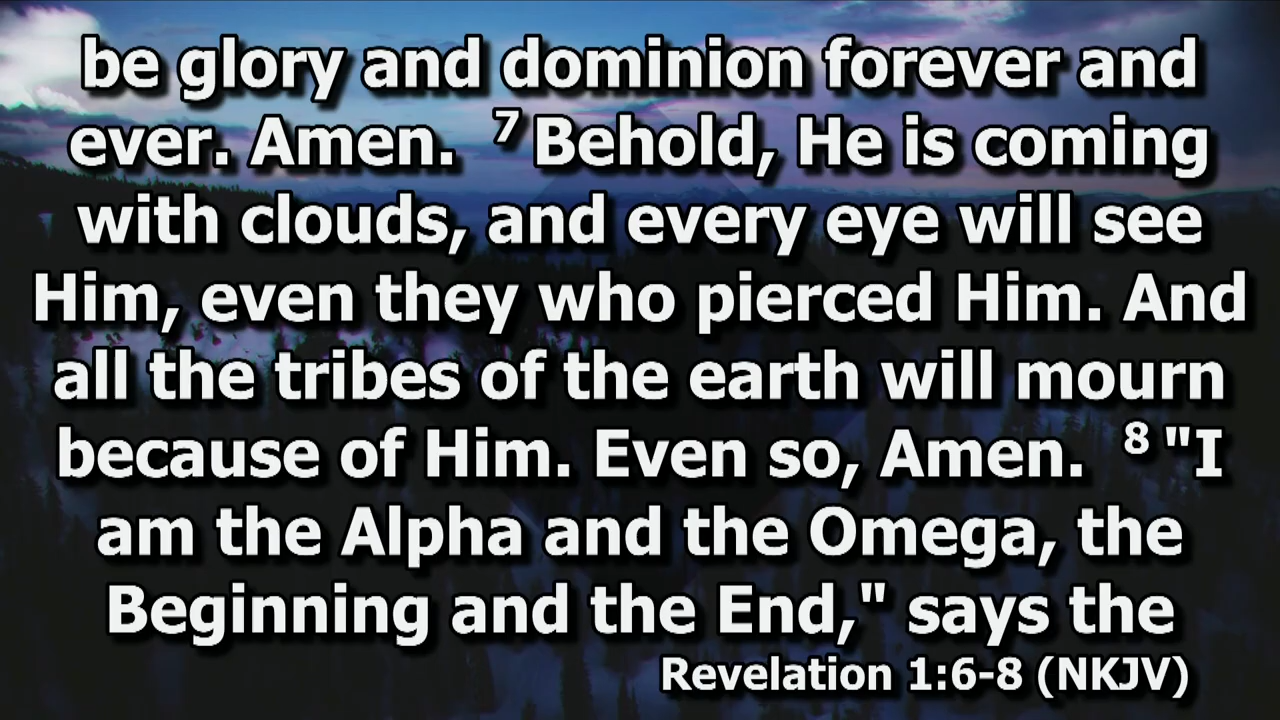 be glory and dominion forever and
ever. Amen. 7 Behold, He is coming
with clouds, and every eye will see
Him, even they who pierced Him. And
all the tribes of the earth will mourn
because of Him. Even so, Amen. 8 "I
am the Alpha and the Omega, the
Beginning and the End," says the
Revelation 1:6-8 (NKJV)